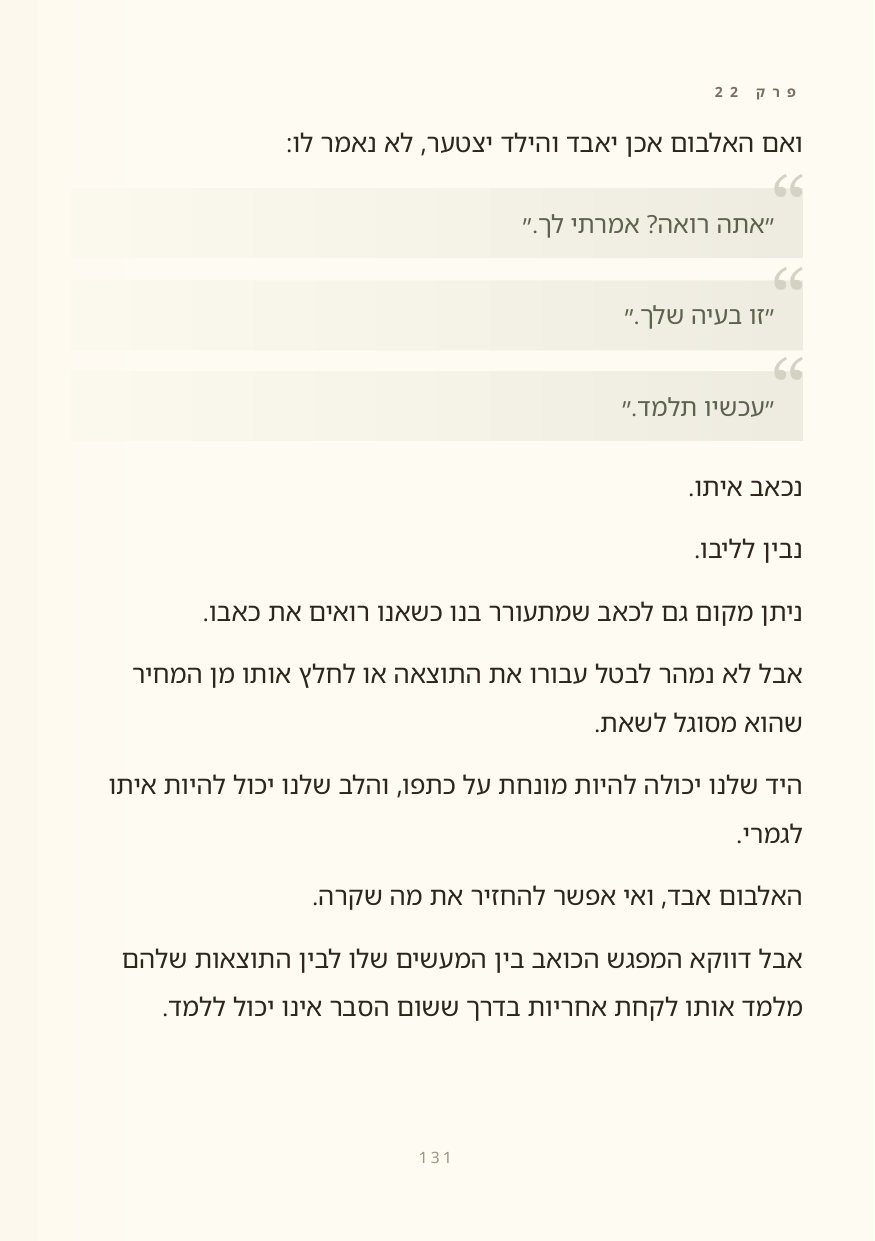 פרק 22
ואם האלבום אכן יאבד והילד יצטער, לא נאמר לו:
“
״אתה רואה? אמרתי לך.״
“
״זו בעיה שלך.״
“
״עכשיו תלמד.״
נכאב איתו.
נבין לליבו.
ניתן מקום גם לכאב שמתעורר בנו כשאנו רואים את כאבו.
אבל לא נמהר לבטל עבורו את התוצאה או לחלץ אותו מן המחיר
שהוא מסוגל לשאת.
היד שלנו יכולה להיות מונחת על כתפו, והלב שלנו יכול להיות איתו
לגמרי.
האלבום אבד, ואי אפשר להחזיר את מה שקרה.
אבל דווקא המפגש הכואב בין המעשים שלו לבין התוצאות שלהם
מלמד אותו לקחת אחריות בדרך ששום הסבר אינו יכול ללמד.
131